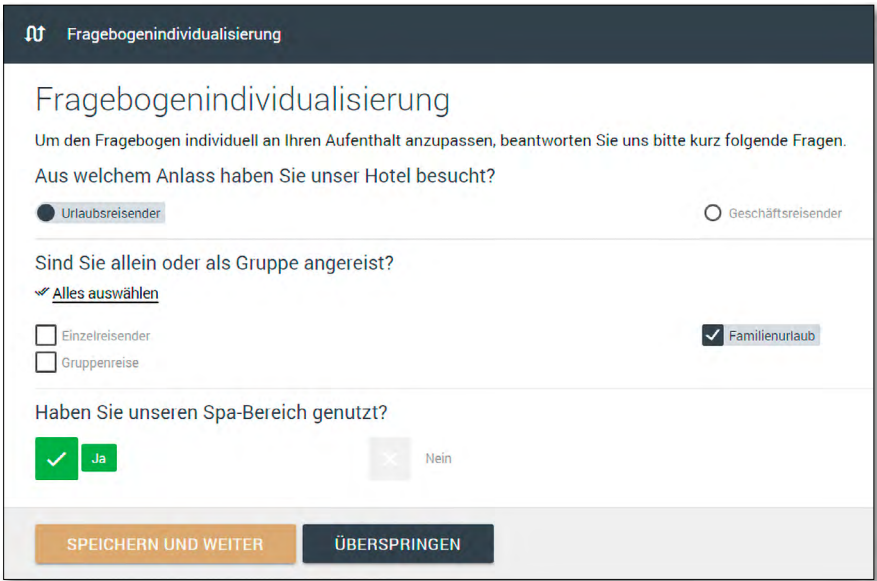 Fragebogenindividualisierung
Fragebogenindividualisierung
Um den Fragebogen individuell an Ihren Aufenthalt anzupassen, beantworten Sie uns bitte kurz folgende Fragen.
Aus welchem Anlass haben Sie unser Hotel besucht?
Urlaubsreisender Geschäftsreisender
Sind Sie allein oder als Gruppe angereist?
Alles auswählen
Einzelreisender Familienurlaub
Gruppenreise
Haben Sie unseren Spa-Bereich genutzt?
Ja Nein
SPEICHERN UND WEITER ÜBERSPRINGEN